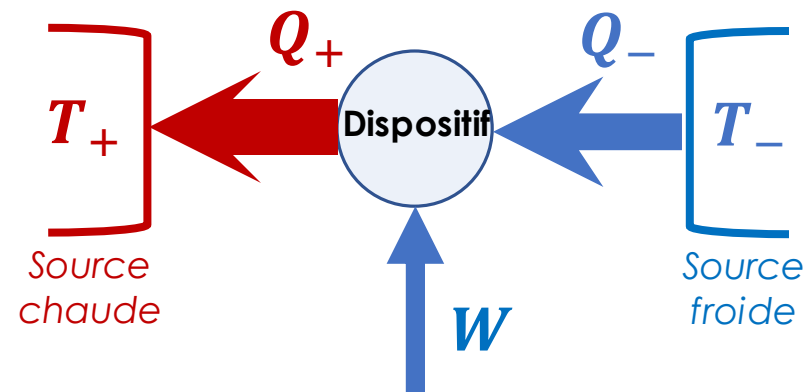 Q₊
Q₋
T₊
Dispositif
T₋
Source
chaude
Source
froide
W